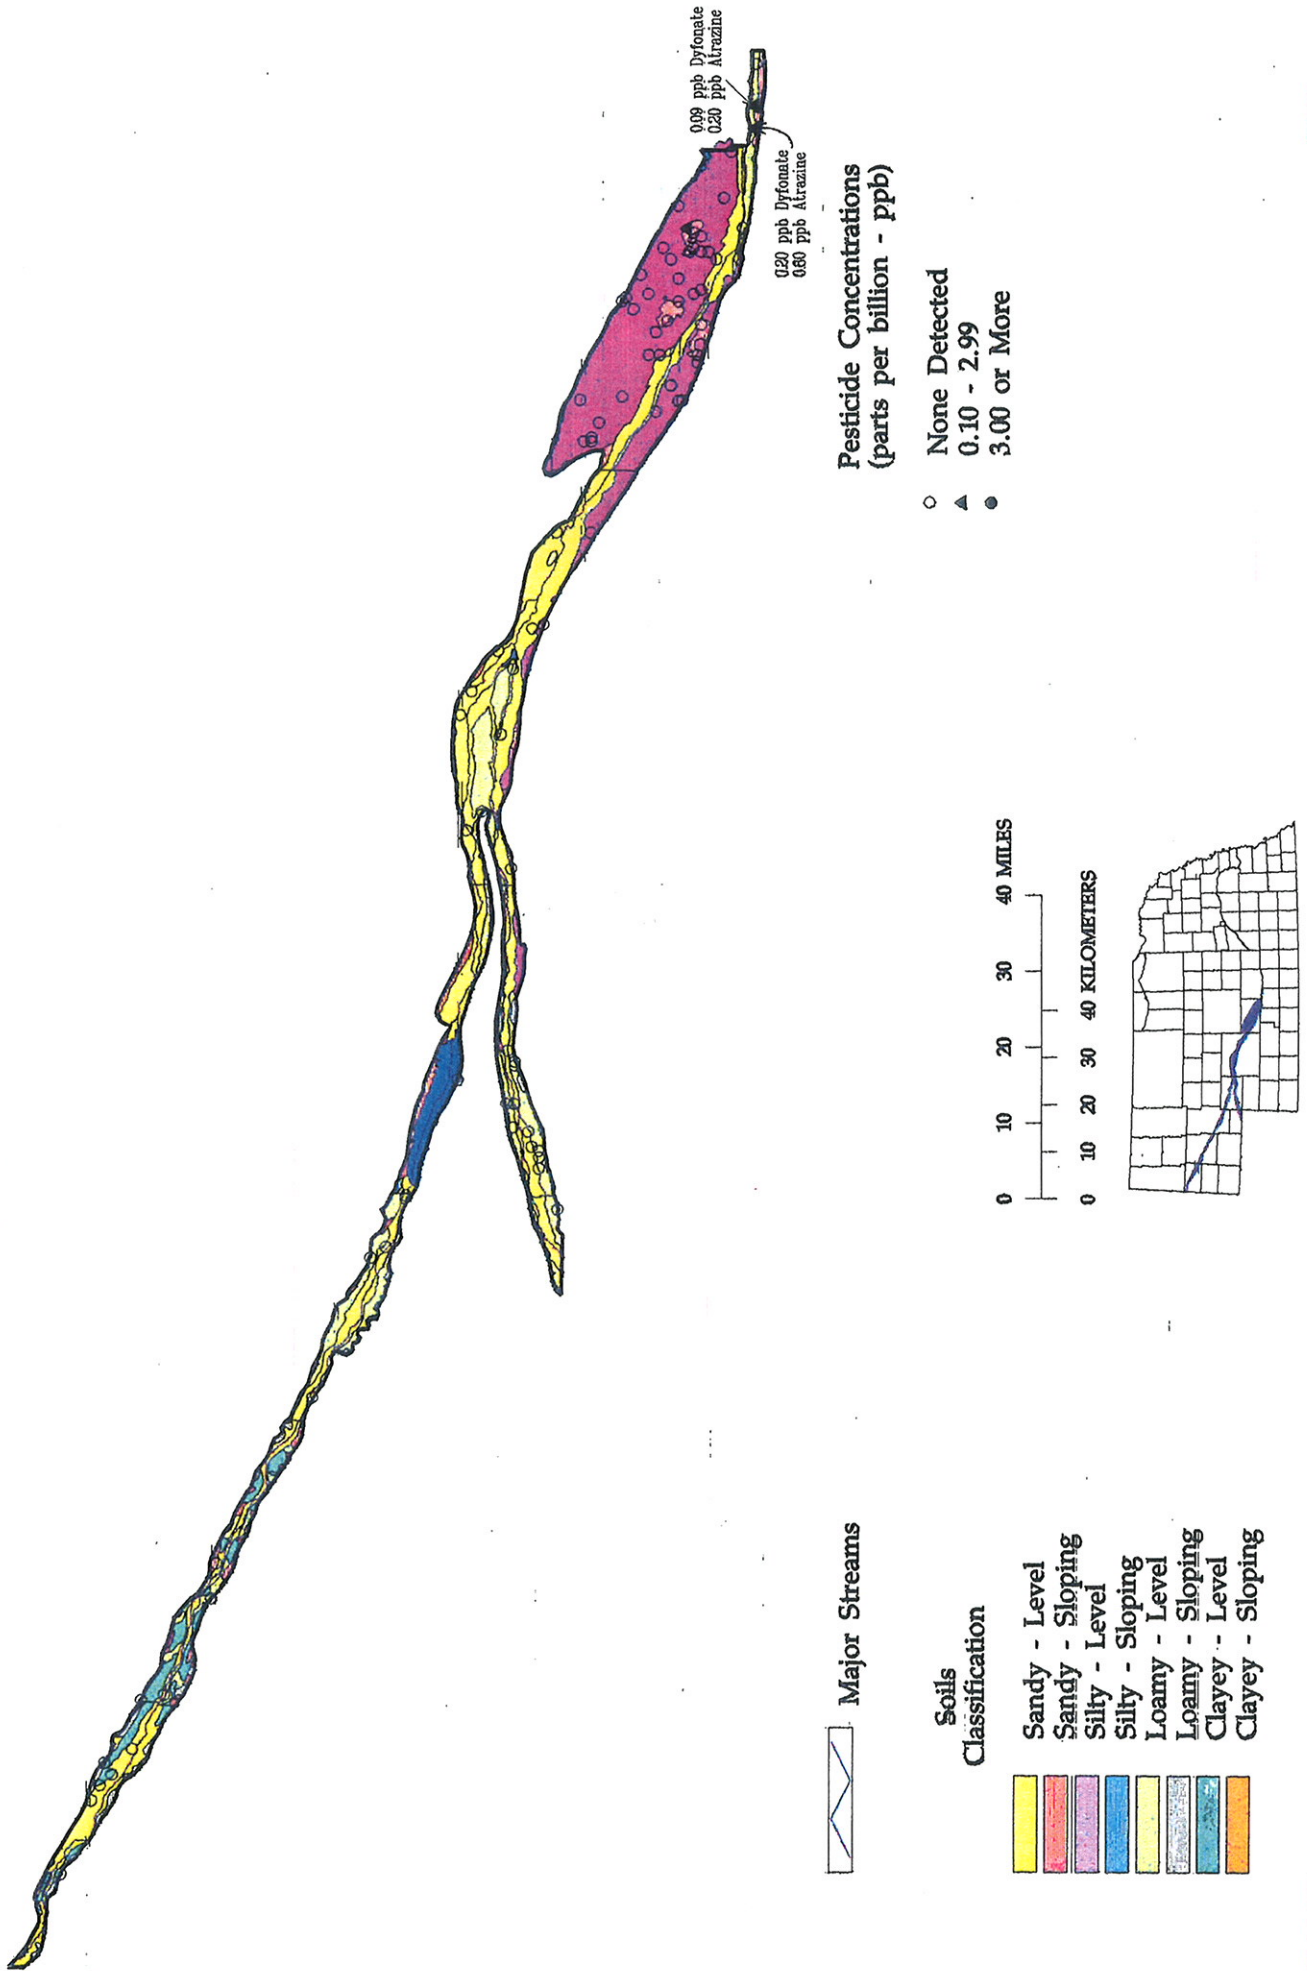 0.09 ppb Dyfonate
0.20 ppb Atrazine
0.20 ppb Dyfonate
0.60 ppb Atrazine
Pesticide Concentrations
(parts per billion - ppb)
None Detected
0.10 - 2.99
3.00 or More
0 10 20 30 40 MILES
0 10 20 30 40 KILOMETERS
Major Streams
Soils
Classification
Sandy - Level
Sandy - Sloping
Silty - Level
Silty - Sloping
Loamy - Level
Loamy - Sloping
Clayey - Level
Clayey - Sloping